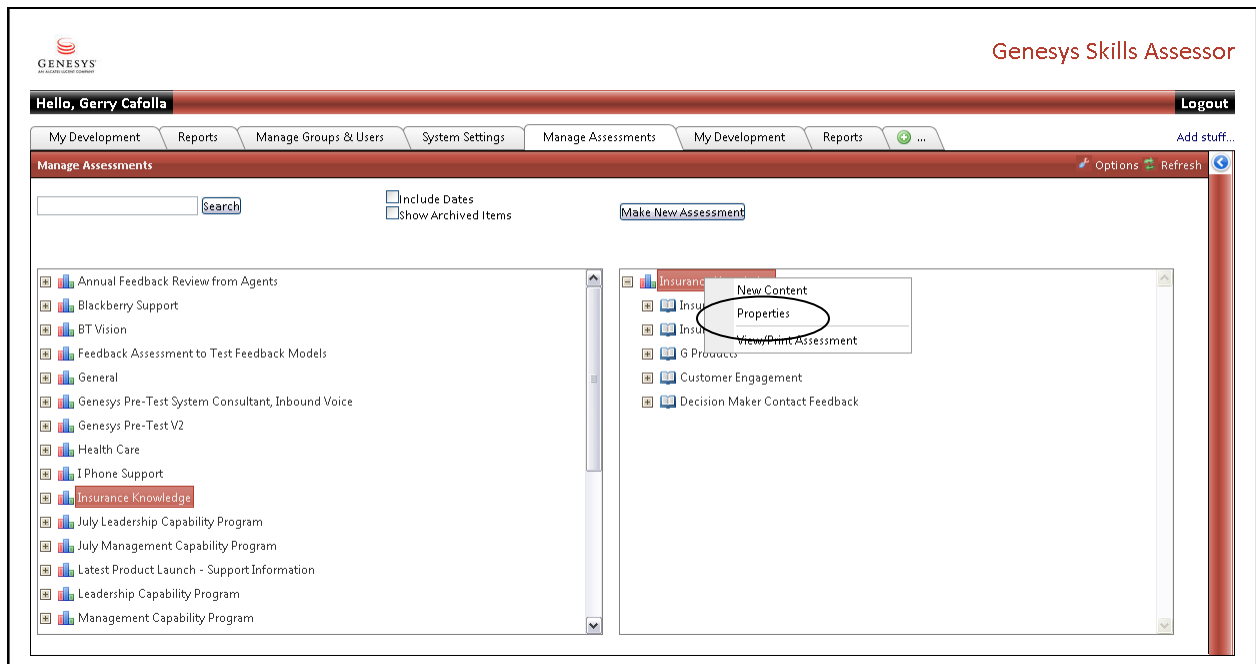 GENESYS
AN ALCATEL-LUCENT COMPANY
Genesys Skills Assessor
Hello, Gerry Cafolla
Logout
My Development Reports Manage Groups & Users System Settings Manage Assessments My Development Reports ... Add stuff...
Manage Assessments Options Refresh
Search Include Dates
Show Archived Items Make New Assessment
Annual Feedback Review from Agents
Blackberry Support
BT Vision
Feedback Assessment to Test Feedback Models
General
Genesys Pre-Test System Consultant, Inbound Voice
Genesys Pre-Test V2
Health Care
I Phone Support
Insurance Knowledge
July Leadership Capability Program
July Management Capability Program
Latest Product Launch - Support Information
Leadership Capability Program
Management Capability Program
New Content
Properties
View/Print Assessment
G Products
Customer Engagement
Decision Maker Contact Feedback